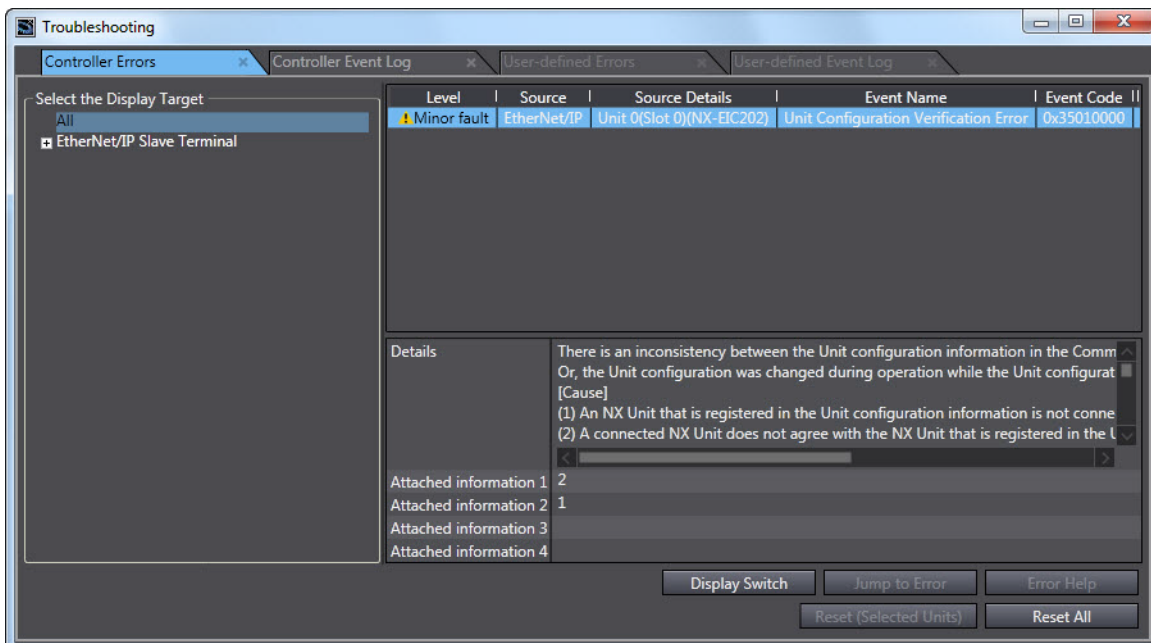 Troubleshooting
Controller Errors Controller Event Log User-defined Errors User-defined Event Log
Select the Display Target
All
EtherNet/IP Slave Terminal
Level Source Source Details Event Name Event Code
Minor fault EtherNet/IP Unit 0(Slot 0)(NX-EIC202) Unit Configuration Verification Error 0x35010000
Details
There is an inconsistency between the Unit configuration information in the Comm
Or, the Unit configuration was changed during operation while the Unit configurat
[Cause]
(1) An NX Unit that is registered in the Unit configuration information is not conne
(2) A connected NX Unit does not agree with the NX Unit that is registered in the
Attached information 1 2
Attached information 2 1
Attached information 3
Attached information 4
Display Switch Jump to Error Error Help
Reset (Selected Units) Reset All